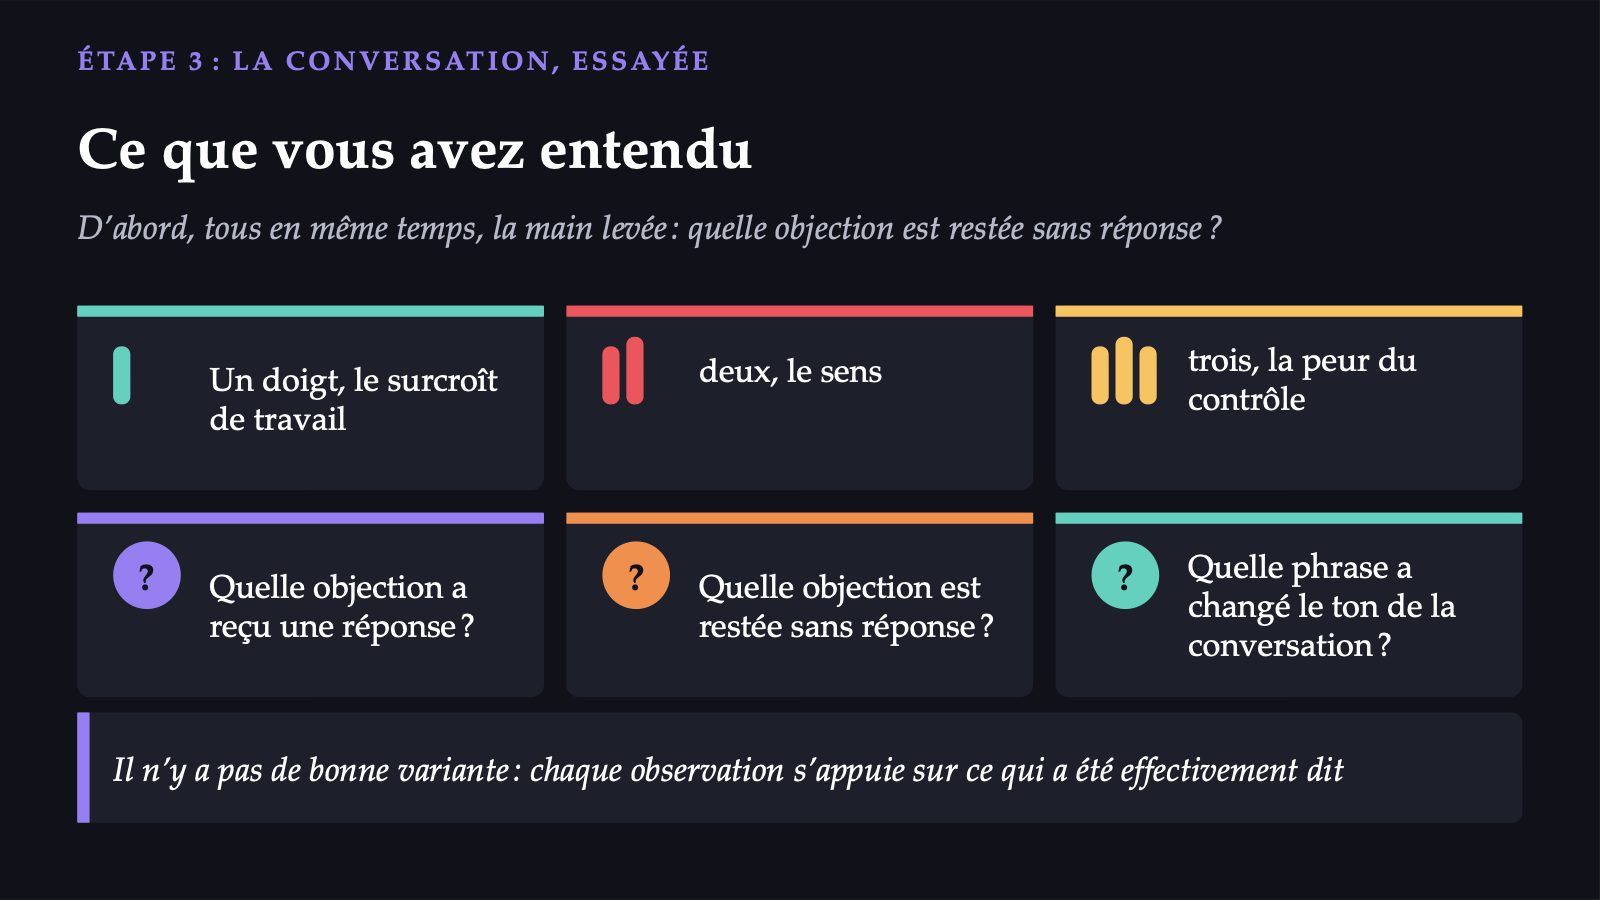 ÉTAPE 3 : LA CONVERSATION, ESSAYÉE
Ce que vous avez entendu
D’abord, tous en même temps, la main levée : quelle objection est restée sans réponse ?
Un doigt, le surcroît
de travail
deux, le sens
trois, la peur du
contrôle
?
Quelle objection a
reçu une réponse ?
?
Quelle objection est
restée sans réponse ?
?
Quelle phrase a
changé le ton de la
conversation ?
Il n’y a pas de bonne variante : chaque observation s’appuie sur ce qui a été effectivement dit